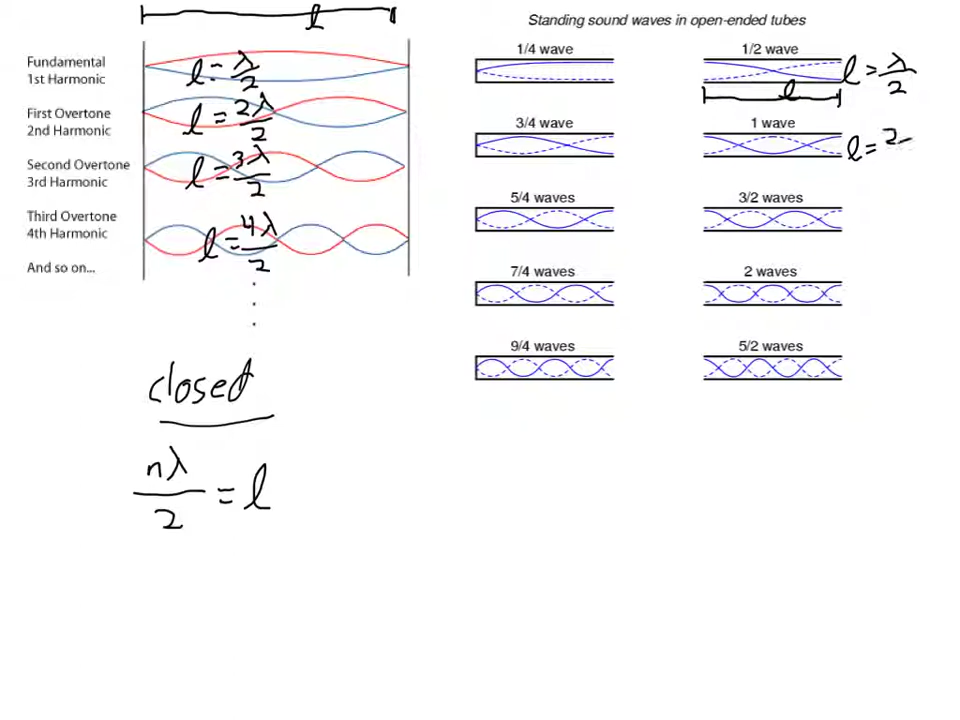 l
Fundamental
1st Harmonic
l = λ/2
First Overtone
2nd Harmonic
l = 2λ/2
Second Overtone
3rd Harmonic
l = 3λ/2
Third Overtone
4th Harmonic
l = 4λ/2
And so on...
closed
nλ/2 = l
Standing sound waves in open-ended tubes
1/4 wave
1/2 wave
l = λ/2
l
3/4 wave
1 wave
l = 2
5/4 waves
3/2 waves
7/4 waves
2 waves
9/4 waves
5/2 waves